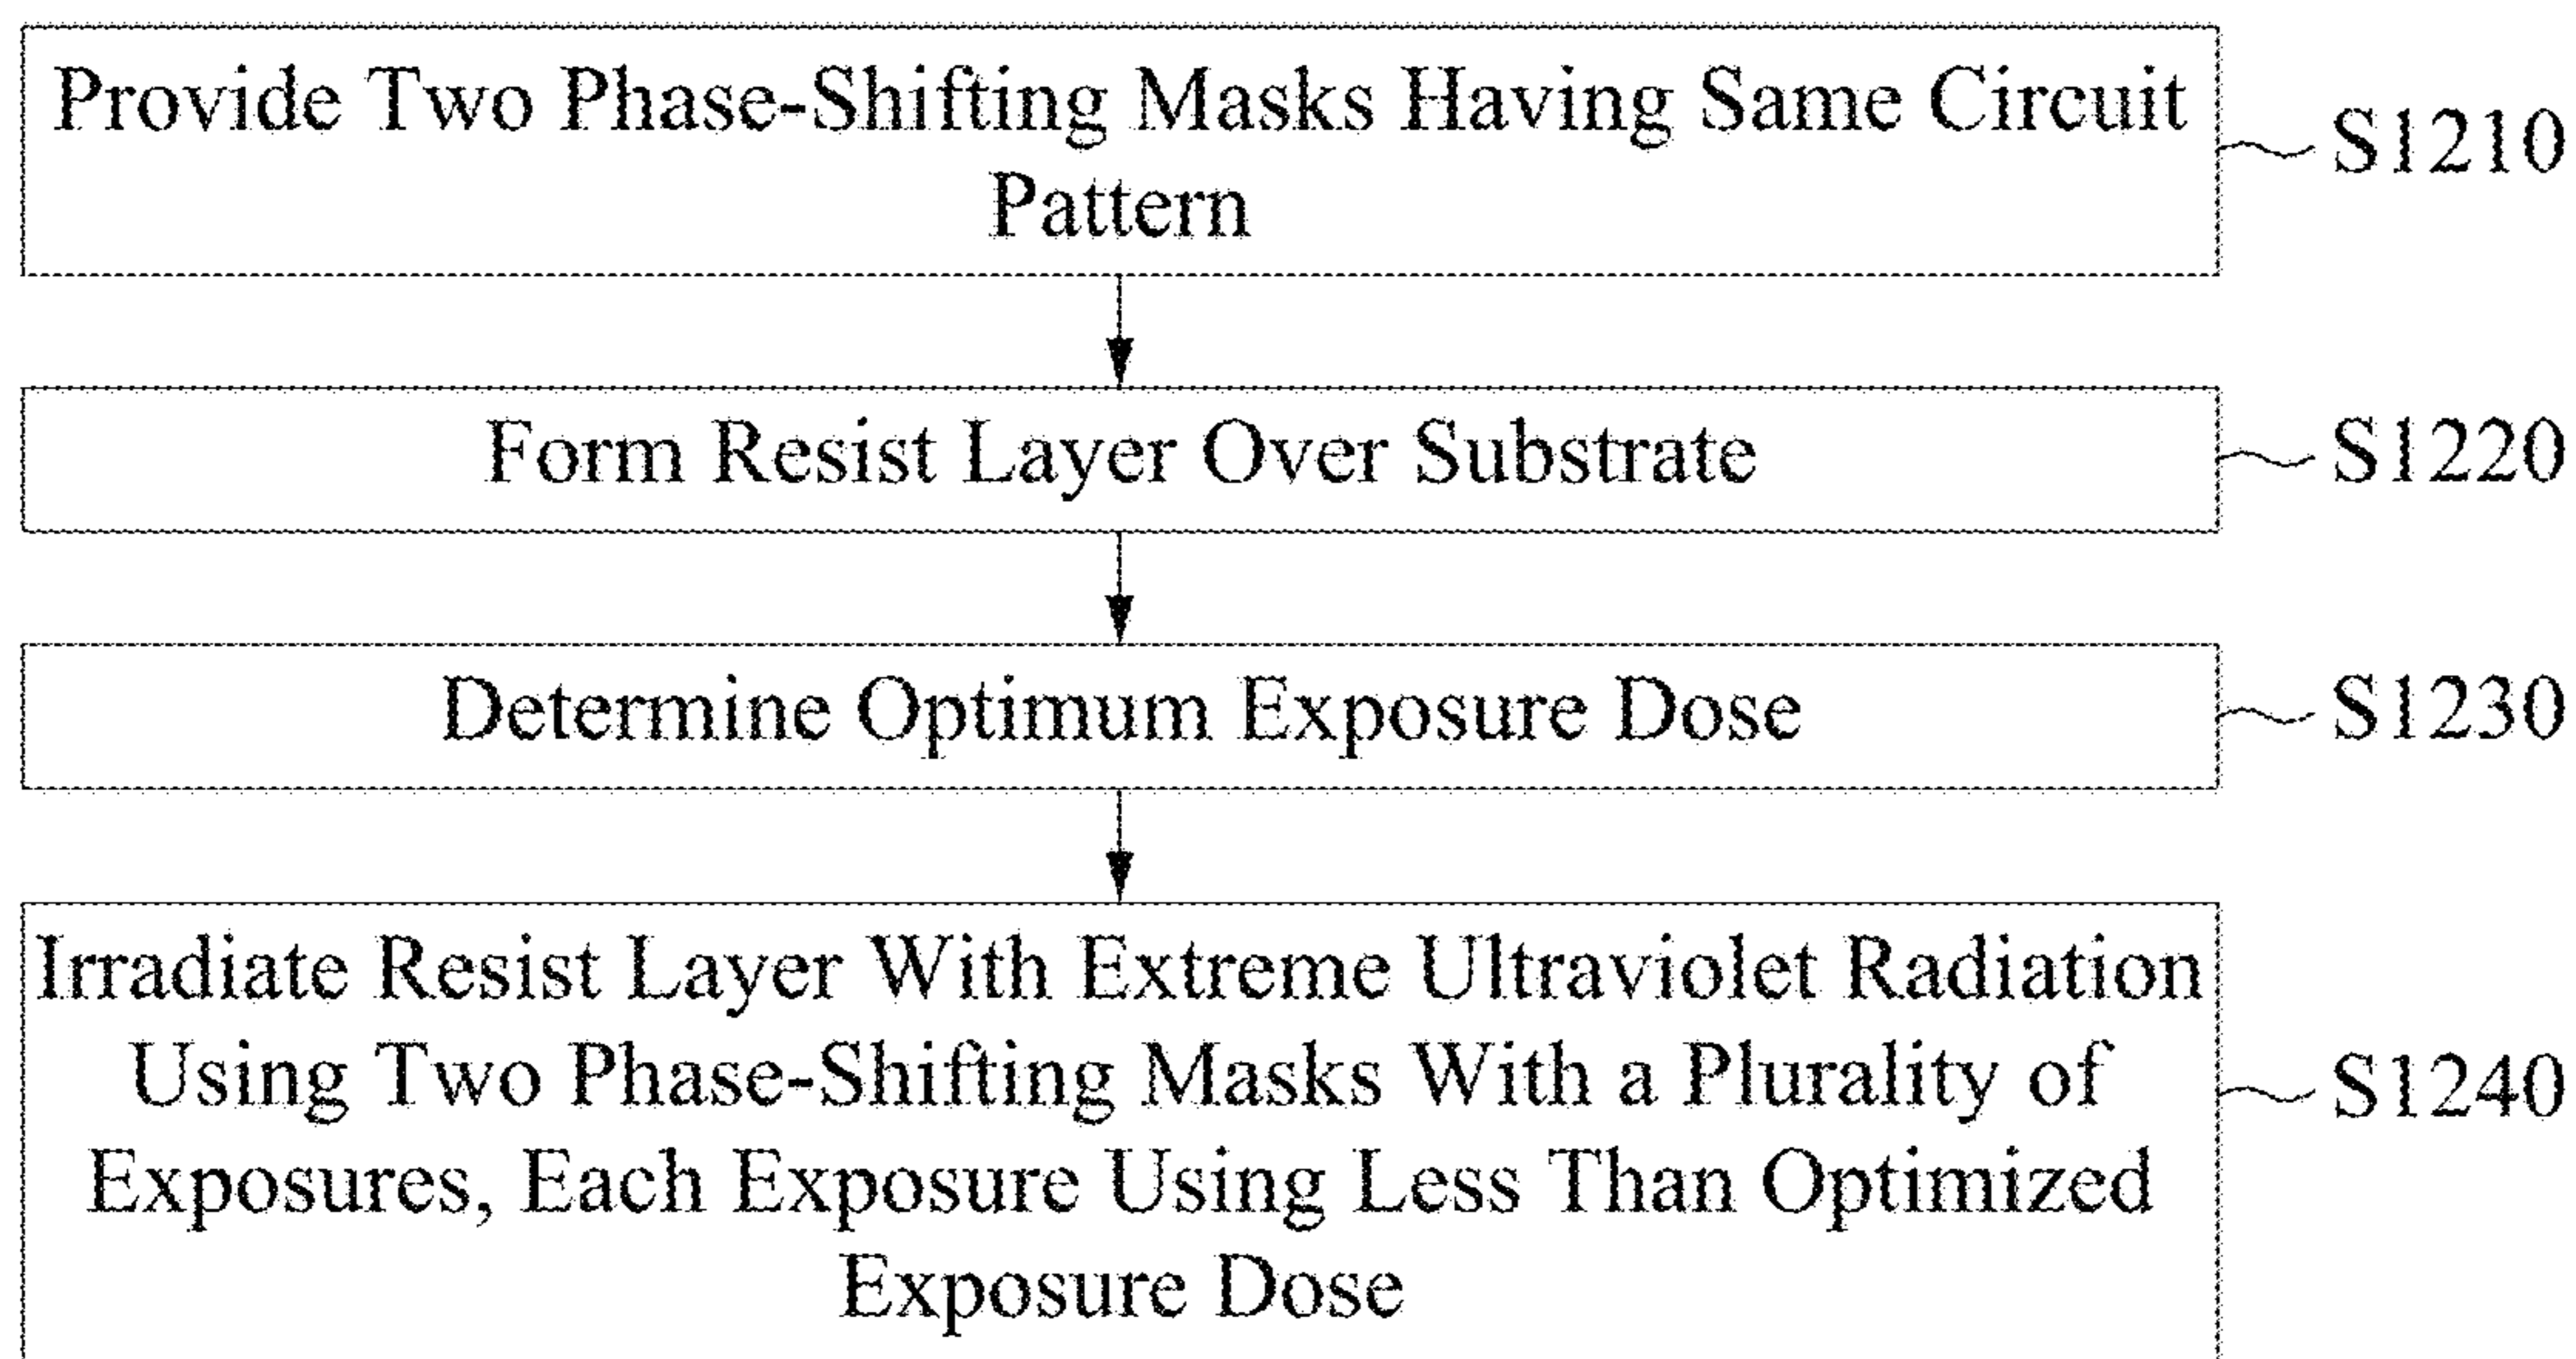 Provide Two Phase-Shifting Masks Having Same Circuit
Pattern
S1210
Form Resist Layer Over Substrate
S1220
Determine Optimum Exposure Dose
S1230
Irradiate Resist Layer With Extreme Ultraviolet Radiation
Using Two Phase-Shifting Masks With a Plurality of
Exposures, Each Exposure Using Less Than Optimized
Exposure Dose
S1240